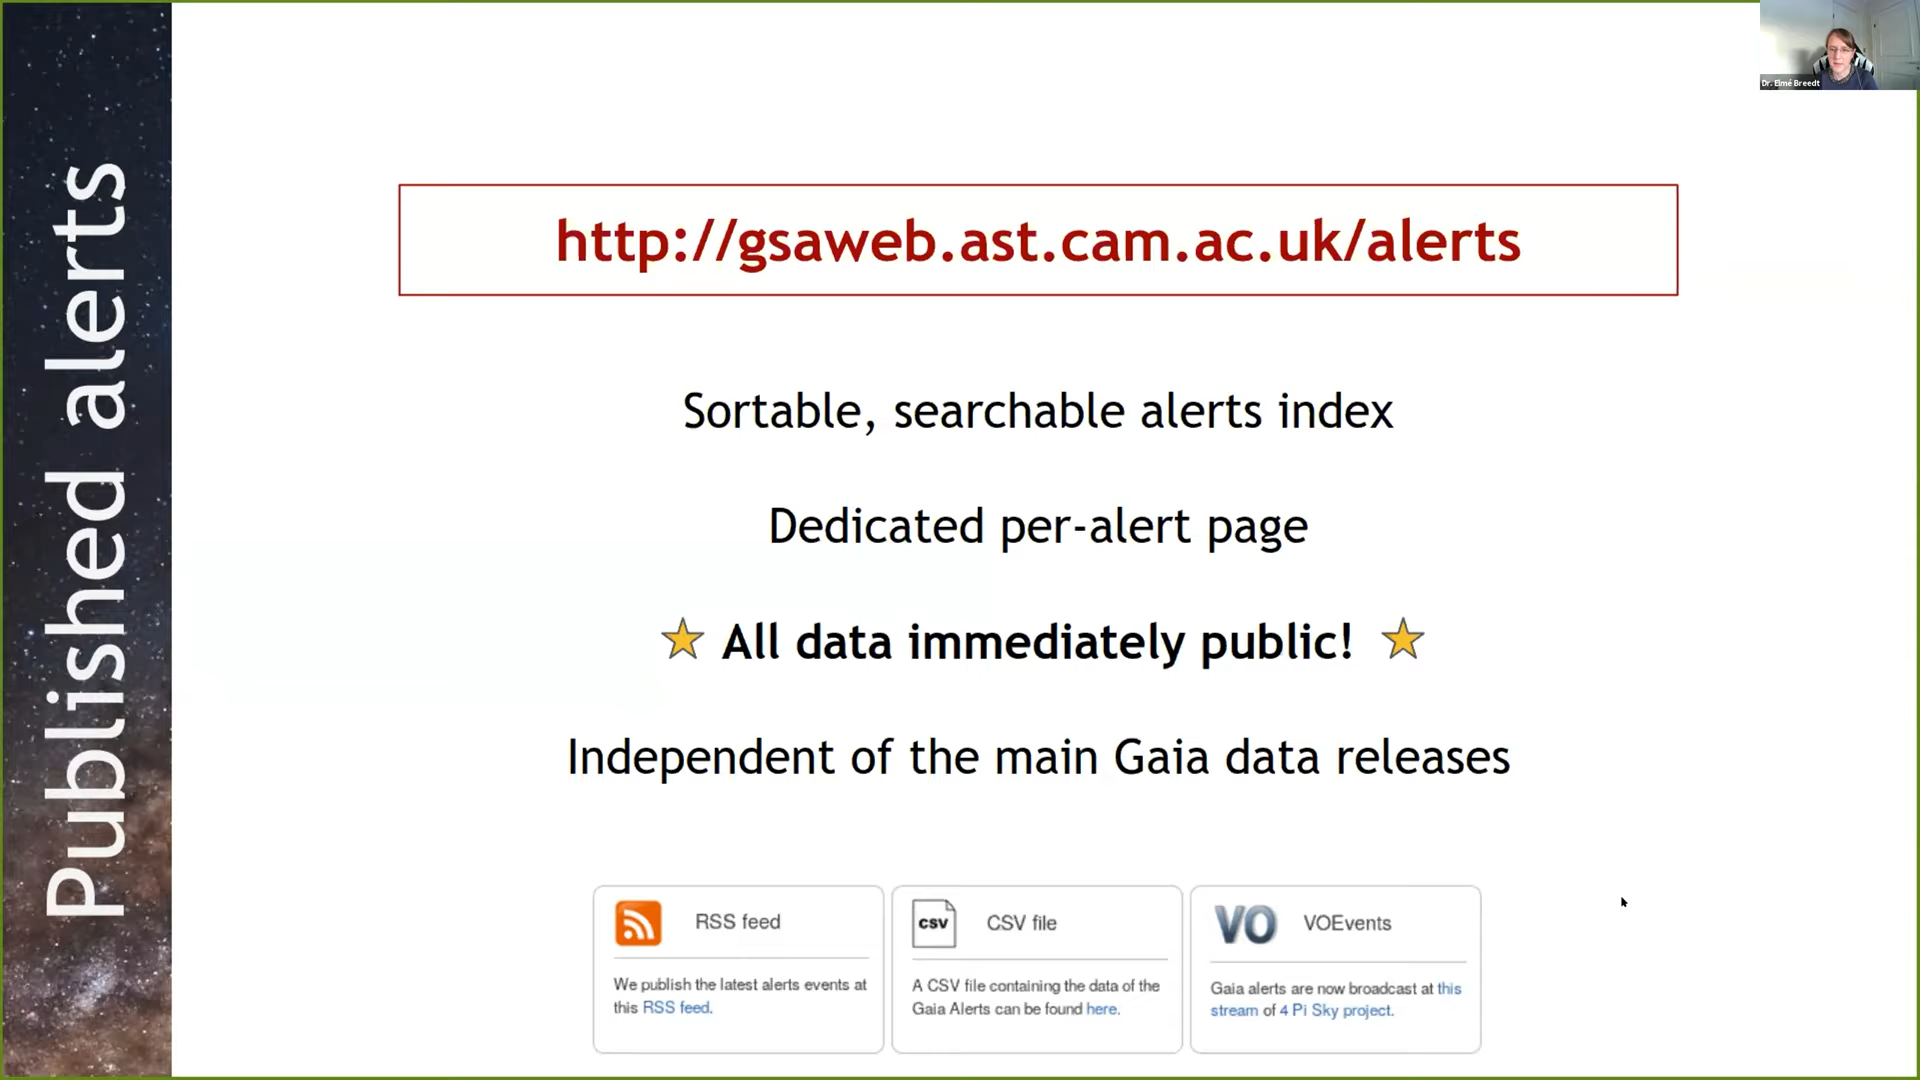 Published alerts
http://gsaweb.ast.cam.ac.uk/alerts
Dr. Elmé Breedt
Sortable, searchable alerts index
Dedicated per-alert page
All data immediately public!
Independent of the main Gaia data releases
RSS feed
We publish the latest alerts events at
this RSS feed.
csv
CSV file
A CSV file containing the data of the
Gaia Alerts can be found here.
VO
VOEvents
Gaia alerts are now broadcast at this
stream of 4 Pi Sky project.